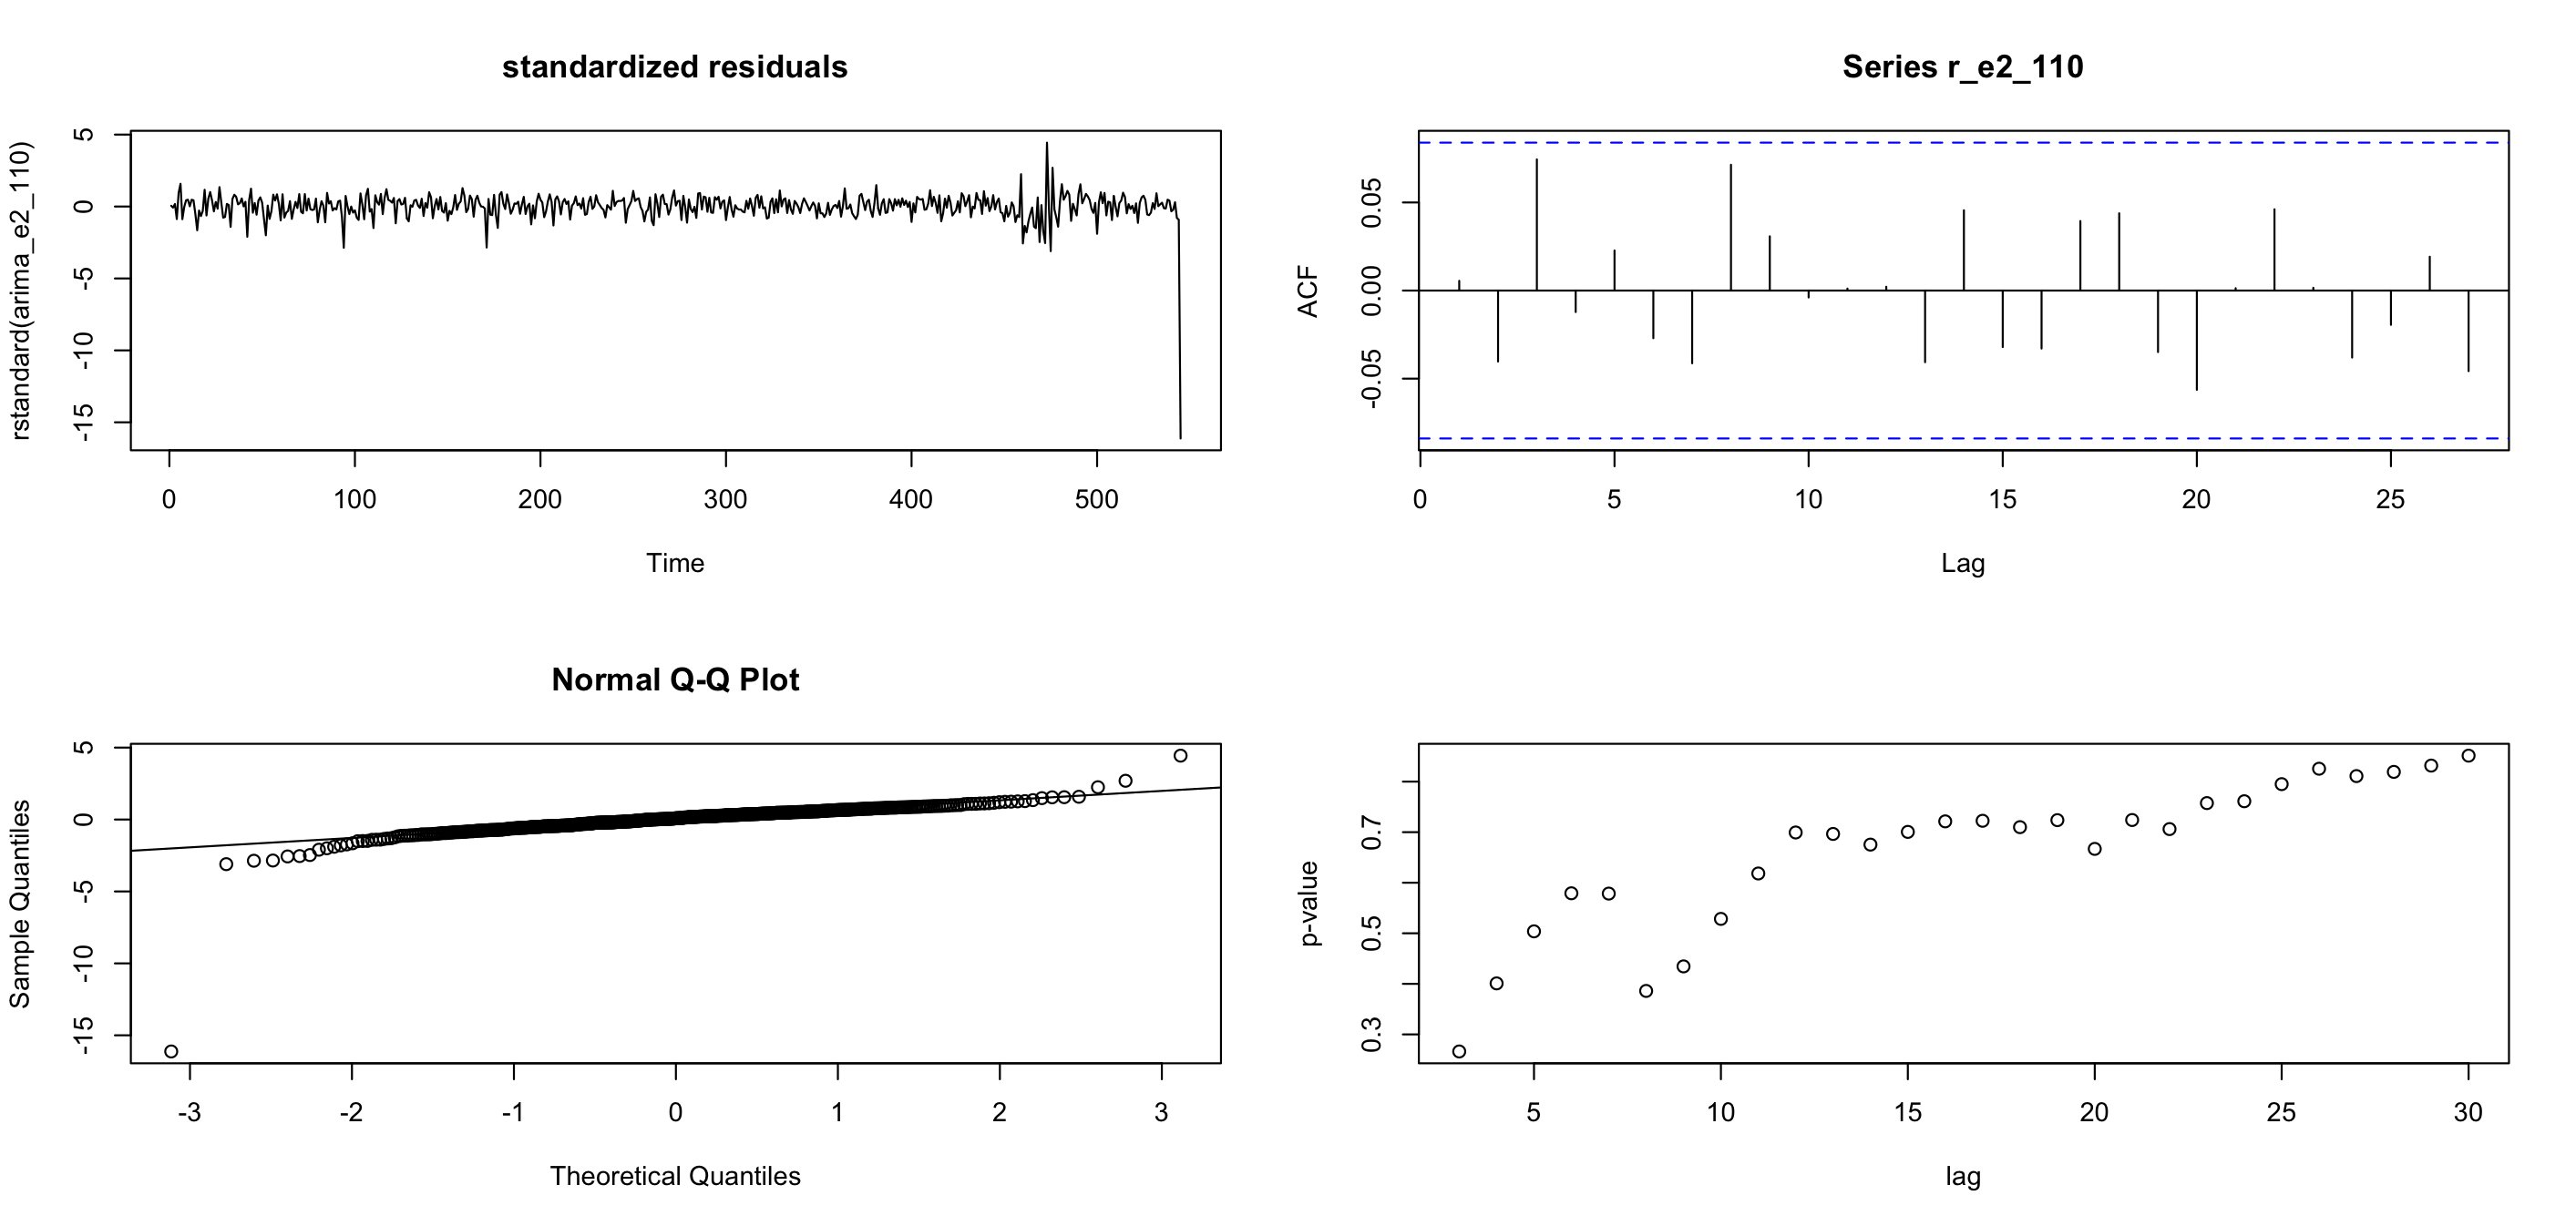 standardized residuals
rstandard(arima_e2_110)
5
0
-5
-10
-15
0 100 200 300 400 500
Time
Series r_e2_110
ACF
0.05
0.00
-0.05
0 5 10 15 20 25
Lag
Normal Q-Q Plot
Sample Quantiles
5
0
-5
-10
-15
-3 -2 -1 0 1 2 3
Theoretical Quantiles
p-value
0.7
0.5
0.3
5 10 15 20 25 30
lag